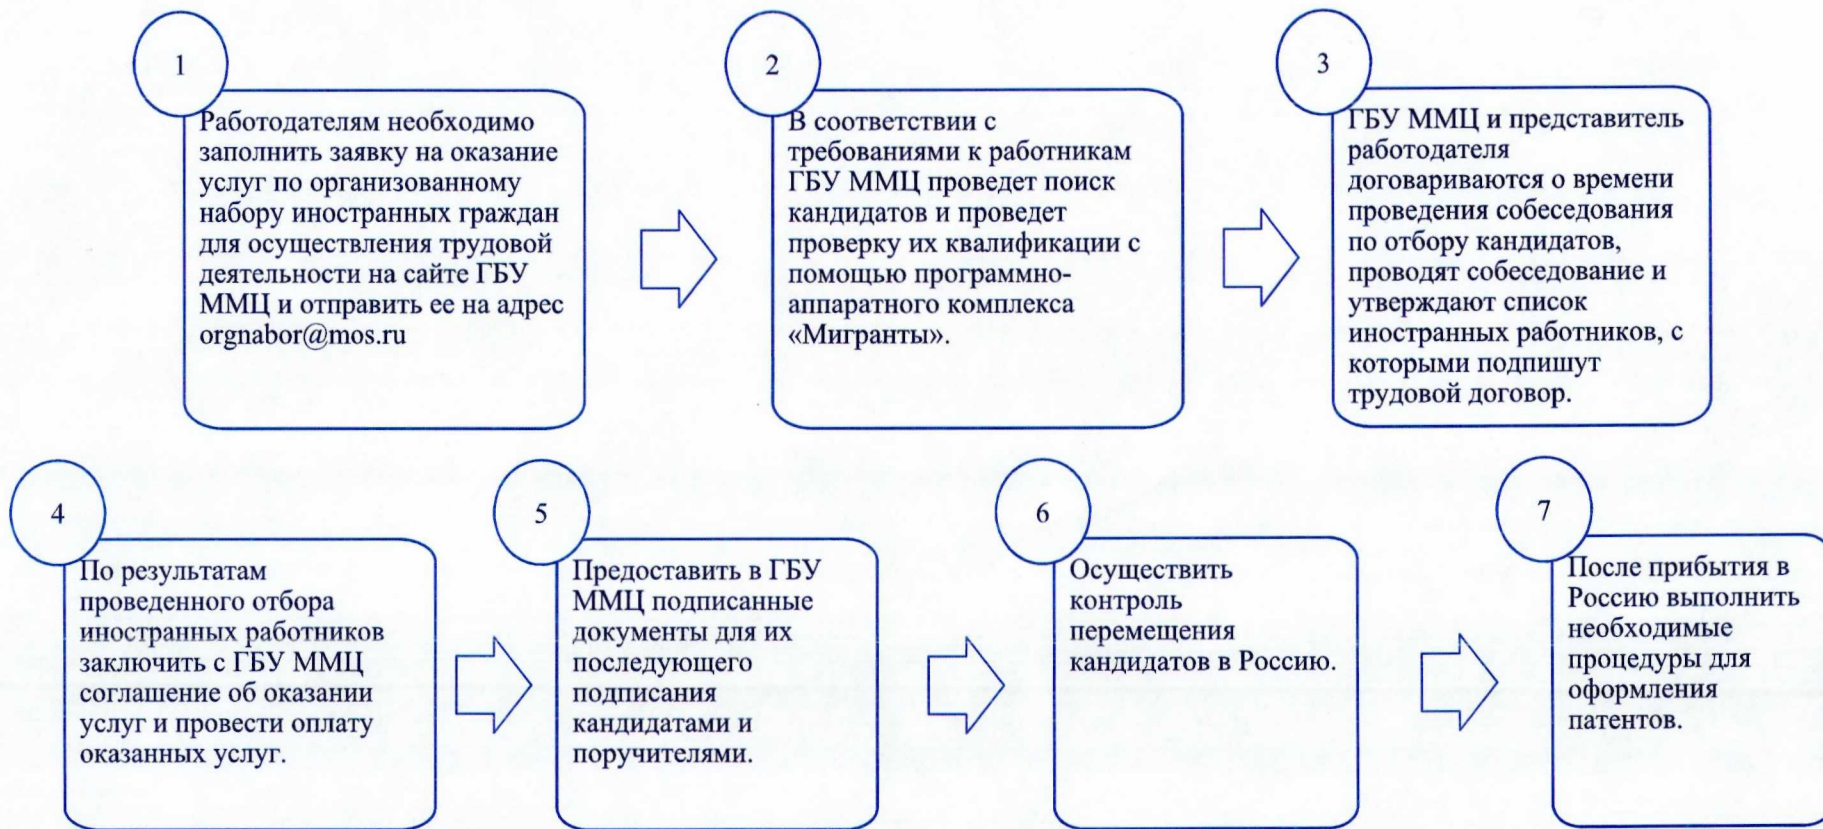 1
Работодателям необходимо
заполнить заявку на оказание
услуг по организованному
набору иностранных граждан
для осуществления трудовой
деятельности на сайте ГБУ
ММЦ и отправить ее на адрес
orgnabor@mos.ru
2
В соответствии с
требованиями к работникам
ГБУ ММЦ проведет поиск
кандидатов и проведет
проверку их квалификации с
помощью программно-
аппаратного комплекса
«Мигранты».
3
ГБУ ММЦ и представитель
работодателя
договариваются о времени
проведения собеседования
по отбору кандидатов,
проводят собеседование и
утверждают список
иностранных работников, с
которыми подпишут
трудовой договор.
4
По результатам
проведенного отбора
иностранных работников
заключить с ГБУ ММЦ
соглашение об оказании
услуг и провести оплату
оказанных услуг.
5
Предоставить в ГБУ
ММЦ подписанные
документы для их
последующего
подписания
кандидатами и
поручителями.
6
Осуществить
контроль
перемещения
кандидатов в Россию.
7
После прибытия в
Россию выполнить
необходимые
процедуры для
оформления
патентов.